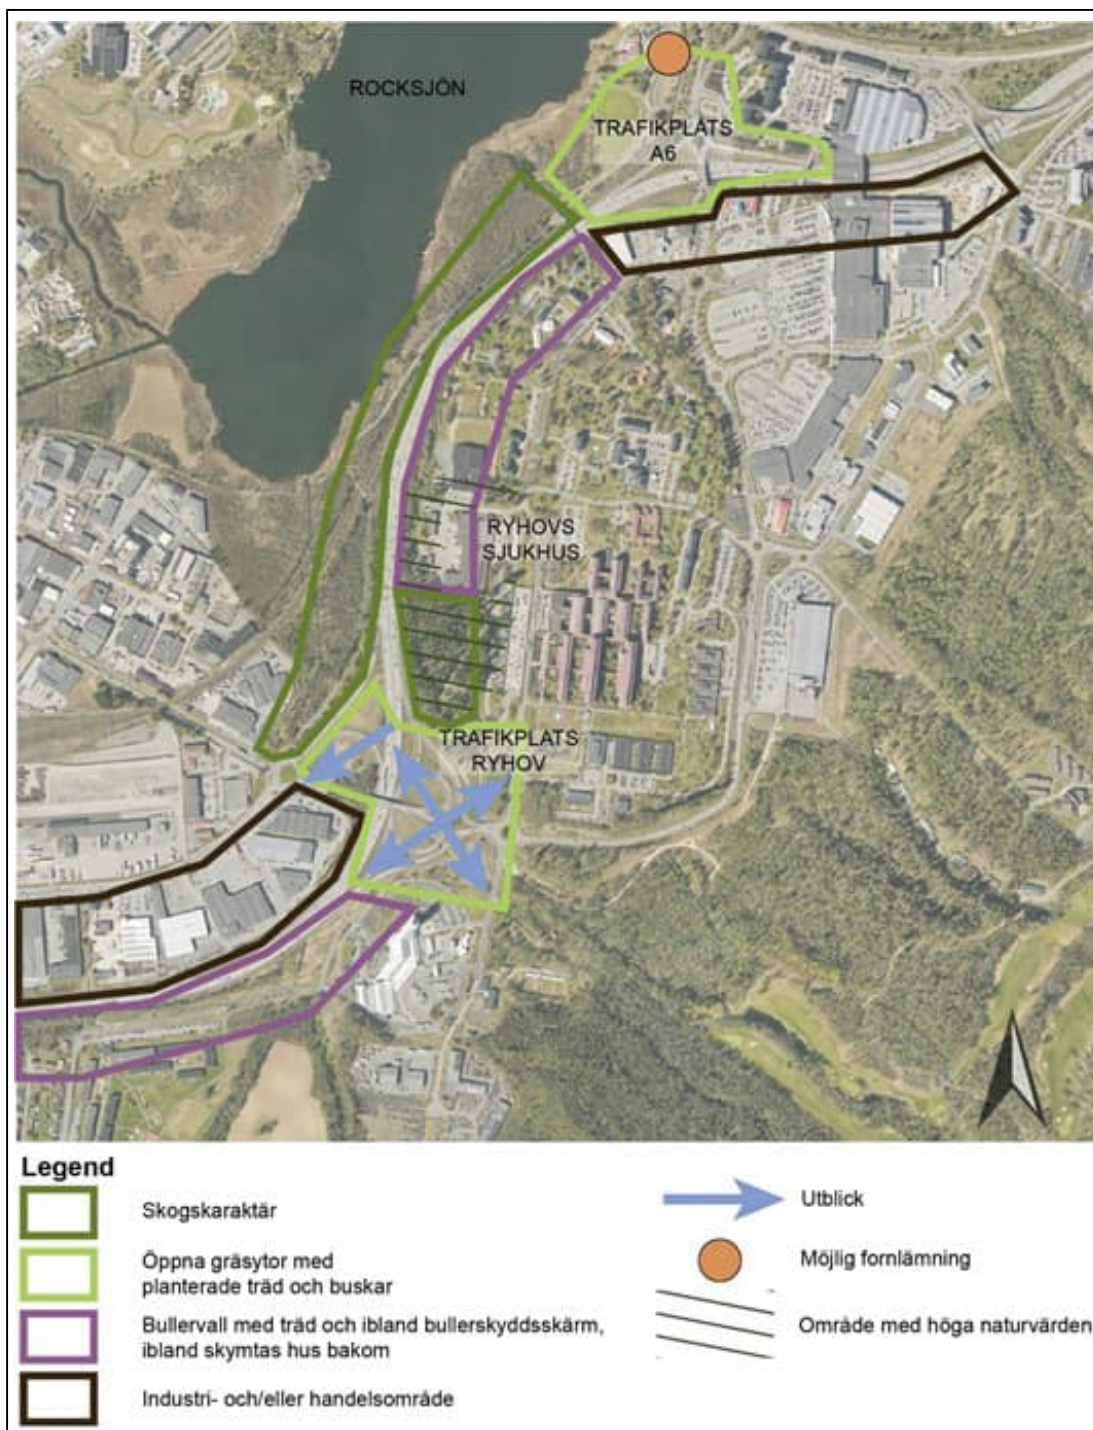 ROCKSJÖN
TRAFIKPLATS
A6
RYHOVS
SJUKHUS
TRAFIKPLATS
RYHOV
Legend
Skogskaraktär
Öppna gräsytor med
planterade träd och buskar
Bullervall med träd och ibland bullerskyddsskärm,
ibland skymtas hus bakom
Industri- och/eller handelsområde
Utblick
Möjlig fornlämning
Område med höga naturvärden